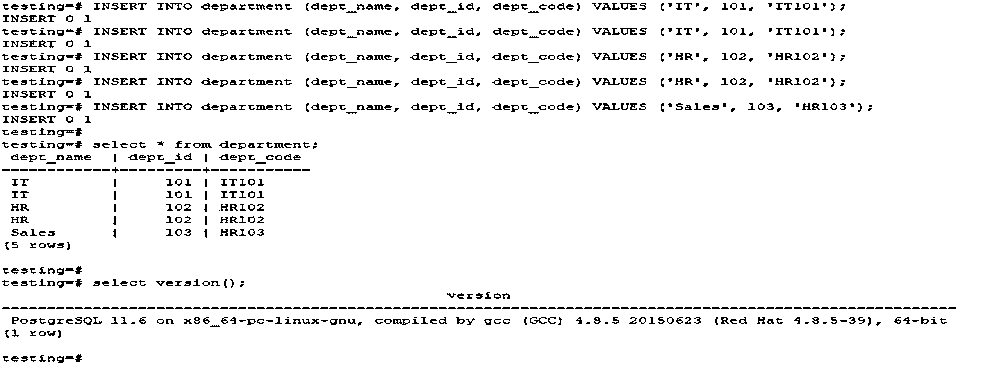 testing=# INSERT INTO department (dept_name, dept_id, dept_code) VALUES ('IT', 101, 'IT101');
INSERT 0 1
testing=# INSERT INTO department (dept_name, dept_id, dept_code) VALUES ('IT', 101, 'IT101');
INSERT 0 1
testing=# INSERT INTO department (dept_name, dept_id, dept_code) VALUES ('HR', 102, 'HR102');
INSERT 0 1
testing=# INSERT INTO department (dept_name, dept_id, dept_code) VALUES ('HR', 102, 'HR102');
INSERT 0 1
testing=# INSERT INTO department (dept_name, dept_id, dept_code) VALUES ('Sales', 103, 'HR103');
INSERT 0 1
testing=#
testing=# select * from department;
 dept_name | dept_id | dept_code
-----------+---------+-----------
 IT        |     101 | IT101
 IT        |     101 | IT101
 HR        |     102 | HR102
 HR        |     102 | HR102
 Sales     |     103 | HR103
(5 rows)
testing=#
testing=# select version();
version
---------------------------------------------------------------------------------------------------------
 PostgreSQL 11.6 on x86_64-pc-linux-gnu, compiled by gcc (GCC) 4.8.5 20150623 (Red Hat 4.8.5-39), 64-bit
(1 row)
testing=#